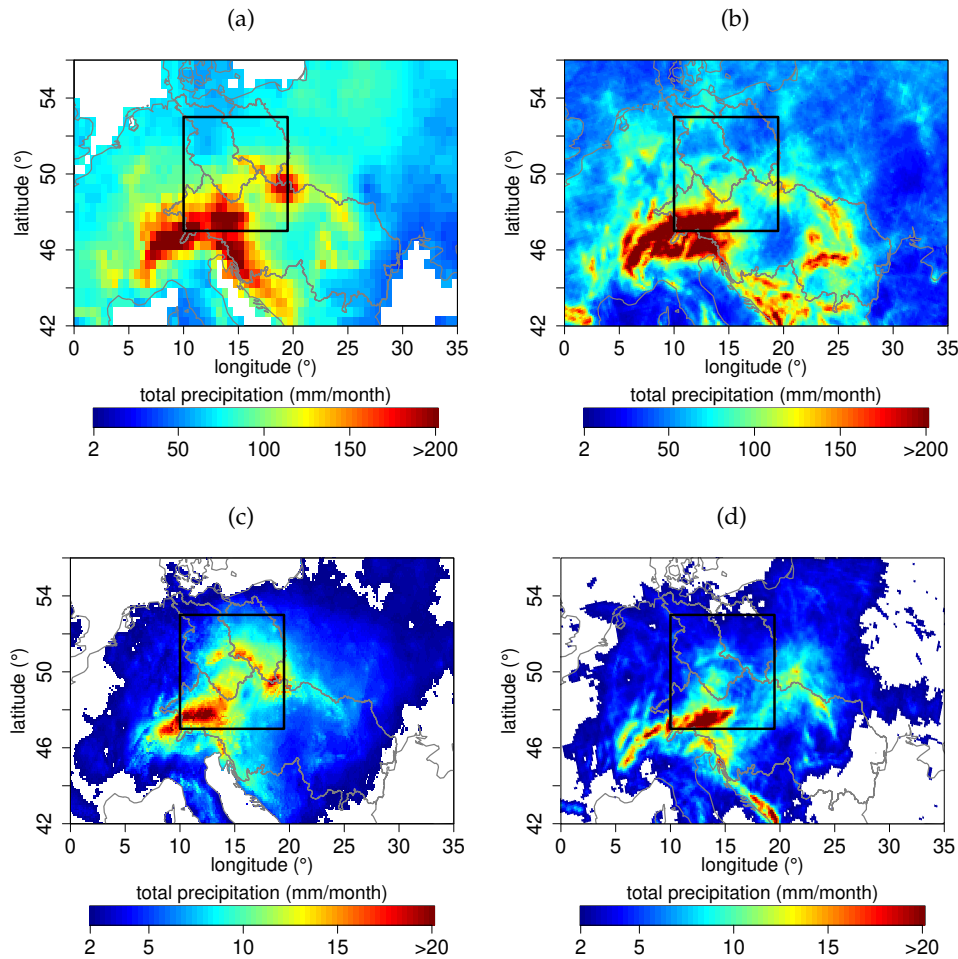 (a)
(b)
latitude (°)
42 46 50 54
0 5 10 15 20 25 30 35
longitude (°)
total precipitation (mm/month)
2 50 100 150 >200
latitude (°)
42 46 50 54
0 5 10 15 20 25 30 35
longitude (°)
total precipitation (mm/month)
2 50 100 150 >200
(c)
(d)
latitude (°)
42 46 50 54
0 5 10 15 20 25 30 35
longitude (°)
total precipitation (mm/month)
2 5 10 15 >20
latitude (°)
42 46 50 54
0 5 10 15 20 25 30 35
longitude (°)
total precipitation (mm/month)
2 5 10 15 >20